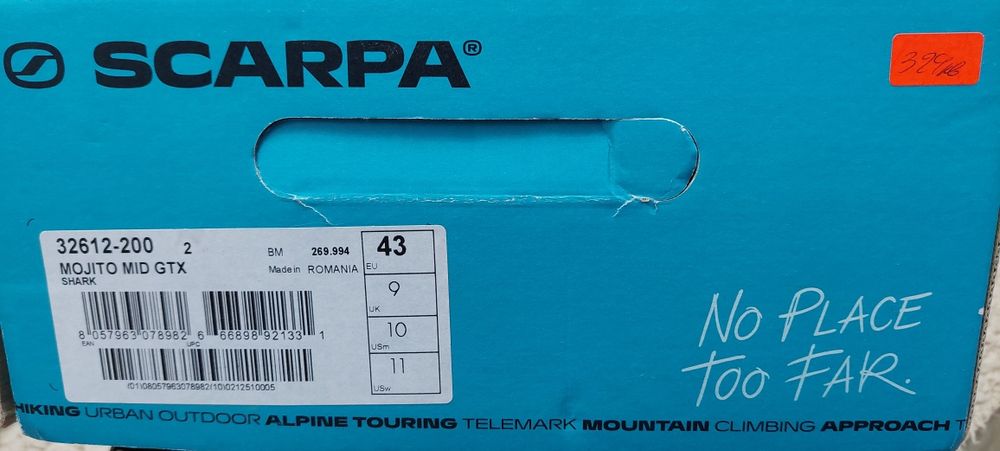 SCARPA®
329лв
32612-200 2 BM 269.994
MOJITO MID GTX Made in ROMANIA
SHARK
43
EU
9
UK
10
USm
11
USw
8 057963 078982 6 66898 92133 1
EAN UPC
(01)08057963078982(10)0212510005
NO PLACE
TOO FAR.
HIKING URBAN OUTDOOR ALPINE TOURING TELEMARK MOUNTAIN CLIMBING APPROACH T